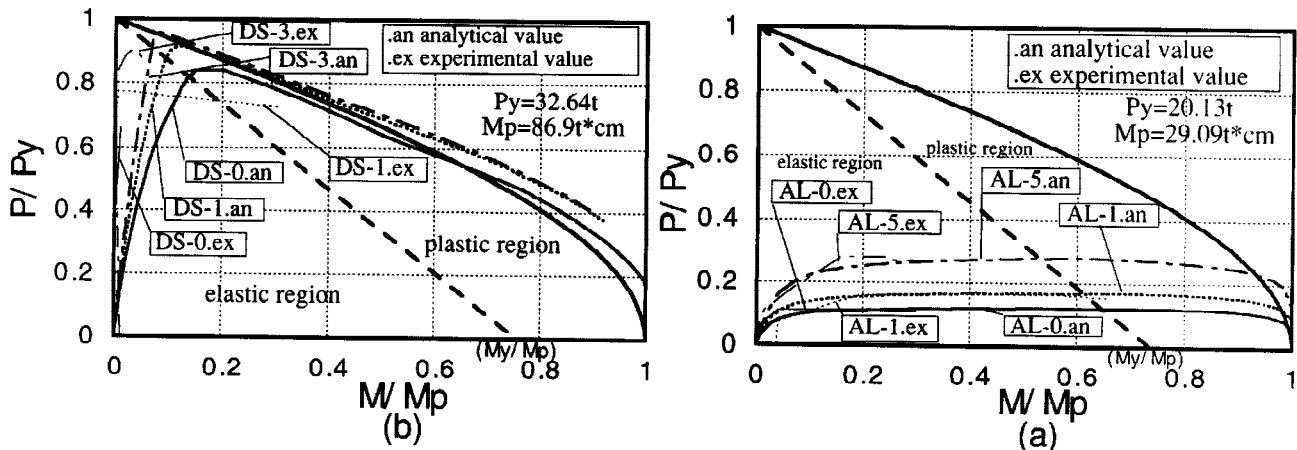 1
DS-3.ex
.an analytical value
.ex experimental value
DS-3.an
0.8
Py=32.64t
Mp=86.9t*cm
0.6
P/ Py
DS-0.an
DS-1.ex
0.4
DS-1.an
DS-0.ex
plastic region
0.2
elastic region
0
(My/ Mp)
0 0.2 0.4 0.6 0.8 1
M/ Mp
(b)
1
.an analytical value
.ex experimental value
0.8
Py=20.13t
Mp=29.09t*cm
0.6
P/ Py
elastic region
plastic region
AL-0.ex
AL-5.an
0.4
AL-5.ex
AL-1.an
0.2
AL-1.ex
AL-0.an
0
(My/ Mp)
0 0.2 0.4 0.6 0.8 1
M/ Mp
(a)